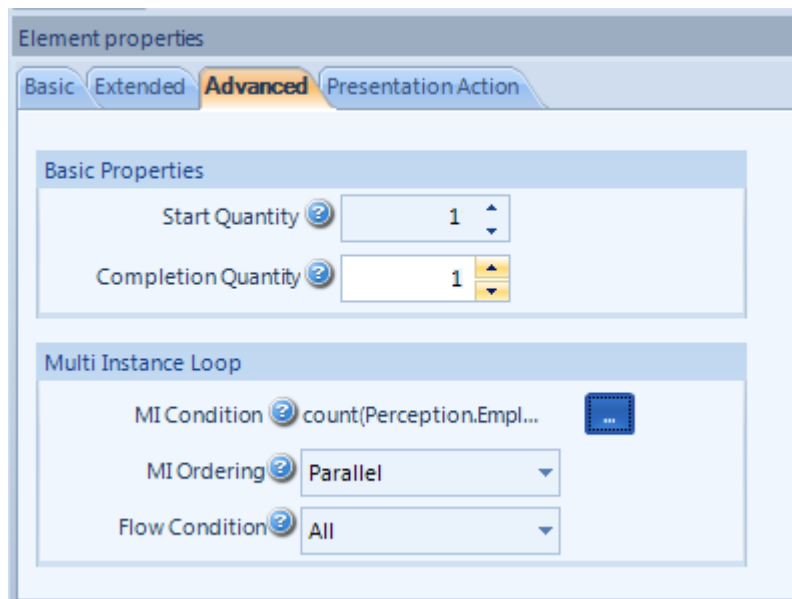 Element properties
Basic Extended Advanced Presentation Action
Basic Properties
Start Quantity ? 1
Completion Quantity ? 1
Multi Instance Loop
MI Condition ? count(Perception.Empl... ...
MI Ordering ? Parallel
Flow Condition ? All